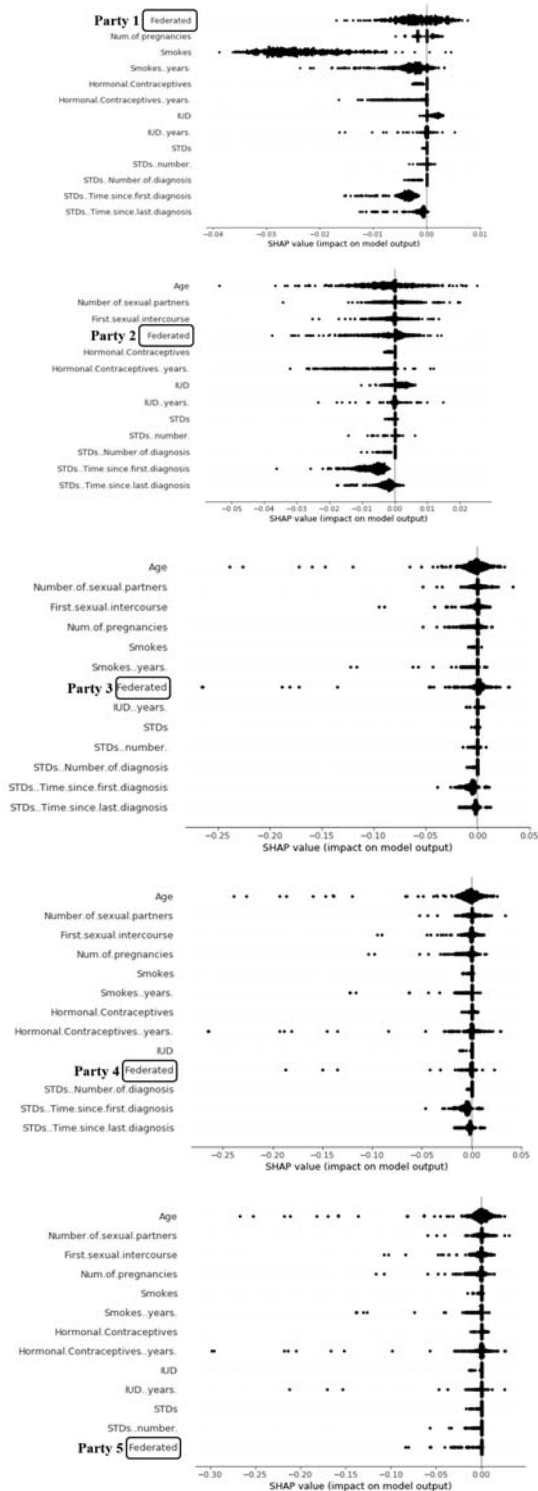 Party 1 Federated
Num.of.pregnancies
Smokes
Smokes..years.
Hormonal.Contraceptives
Hormonal.Contraceptives..years.
IUD
IUD..years.
STDs
STDs..number.
STDs..Number.of.diagnosis
STDs..Time.since.first.diagnosis
STDs..Time.since.last.diagnosis
−0.04 −0.03 −0.02 −0.01 0.00 0.01
SHAP value (impact on model output)
Age
Number.of.sexual.partners
First.sexual.intercourse
Party 2 Federated
Hormonal.Contraceptives
Hormonal.Contraceptives..years.
IUD
IUD..years.
STDs
STDs..number.
STDs..Number.of.diagnosis
STDs..Time.since.first.diagnosis
STDs..Time.since.last.diagnosis
−0.05 −0.04 −0.03 −0.02 −0.01 0.00 0.01 0.02
SHAP value (impact on model output)
Age
Number.of.sexual.partners
First.sexual.intercourse
Num.of.pregnancies
Smokes
Smokes..years.
Party 3 Federated
IUD..years.
STDs
STDs..number.
STDs..Number.of.diagnosis
STDs..Time.since.first.diagnosis
STDs..Time.since.last.diagnosis
−0.25 −0.20 −0.15 −0.10 −0.05 0.00 0.05
SHAP value (impact on model output)
Age
Number.of.sexual.partners
First.sexual.intercourse
Num.of.pregnancies
Smokes
Smokes..years.
Hormonal.Contraceptives
Hormonal.Contraceptives..years.
IUD
Party 4 Federated
STDs..Number.of.diagnosis
STDs..Time.since.first.diagnosis
STDs..Time.since.last.diagnosis
−0.25 −0.20 −0.15 −0.10 −0.05 0.00 0.05
SHAP value (impact on model output)
Age
Number.of.sexual.partners
First.sexual.intercourse
Num.of.pregnancies
Smokes
Smokes..years.
Hormonal.Contraceptives
Hormonal.Contraceptives..years.
IUD
IUD..years.
STDs
STDs..number.
Party 5 Federated
−0.30 −0.25 −0.20 −0.15 −0.10 −0.05 0.00
SHAP value (impact on model output)